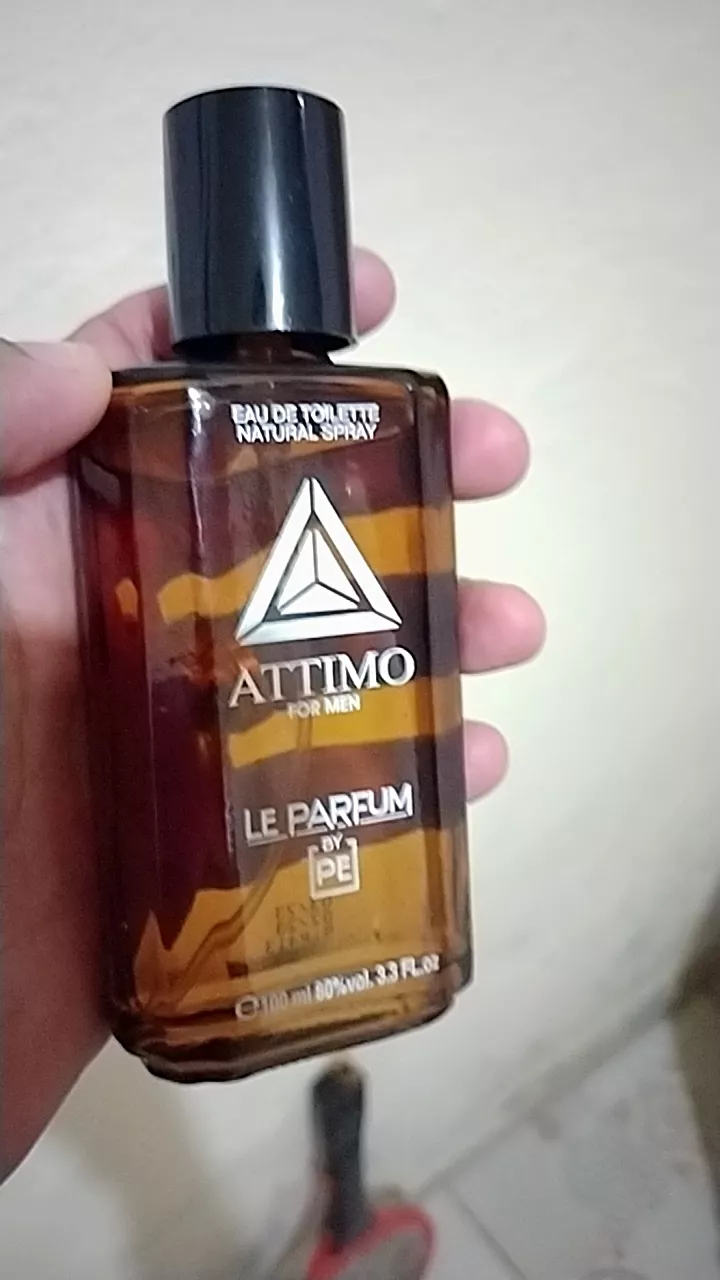 EAU DE TOILETTE
NATURAL SPRAY
ATTIMO
FOR MEN
LE PARFUM
BY
PE
e 100 ml 80%vol. 3.3 FL.oz